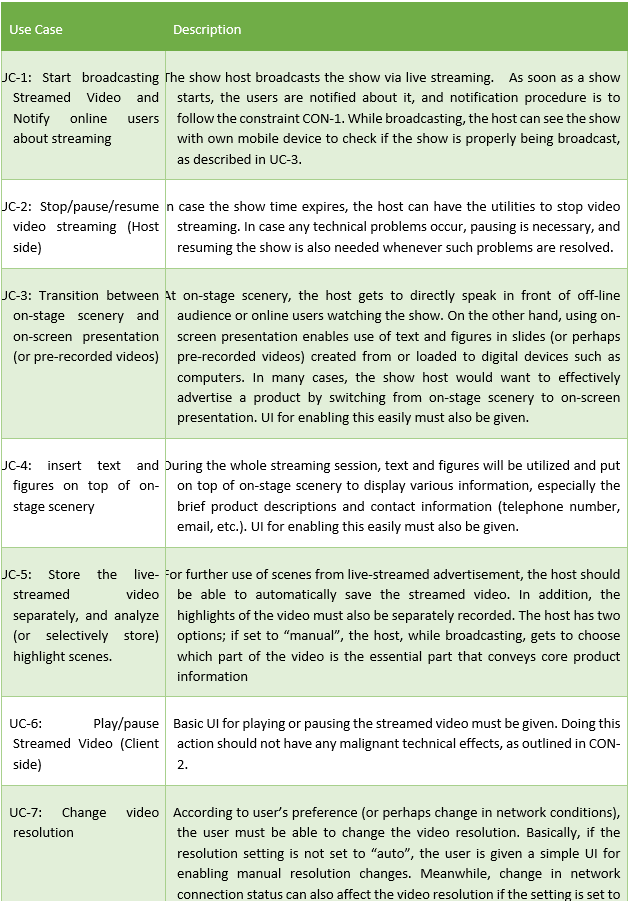 Use Case
Description
UC-1: Start broadcasting
Streamed Video and
Notify online users
about streaming
The show host broadcasts the show via live streaming. As soon as a show
starts, the users are notified about it, and notification procedure is to
follow the constraint CON-1. While broadcasting, the host can see the show
with own mobile device to check if the show is properly being broadcast,
as described in UC-3.
UC-2: Stop/pause/resume
video streaming (Host
side)
In case the show time expires, the host can have the utilities to stop video
streaming. In case any technical problems occur, pausing is necessary, and
resuming the show is also needed whenever such problems are resolved.
UC-3: Transition between
on-stage scenery and
on-screen presentation
(or pre-recorded videos)
At on-stage scenery, the host gets to directly speak in front of off-line
audience or online users watching the show. On the other hand, using on-
screen presentation enables use of text and figures in slides (or perhaps
pre-recorded videos) created from or loaded to digital devices such as
computers. In many cases, the show host would want to effectively
advertise a product by switching from on-stage scenery to on-screen
presentation. UI for enabling this easily must also be given.
UC-4: insert text and
figures on top of on-
stage scenery
During the whole streaming session, text and figures will be utilized and put
on top of on-stage scenery to display various information, especially the
brief product descriptions and contact information (telephone number,
email, etc.). UI for enabling this easily must also be given.
UC-5: Store the live-
streamed video
separately, and analyze
(or selectively store)
highlight scenes.
For further use of scenes from live-streamed advertisement, the host should
be able to automatically save the streamed video. In addition, the
highlights of the video must also be separately recorded. The host has two
options; if set to “manual”, the host, while broadcasting, gets to choose
which part of the video is the essential part that conveys core product
information
UC-6: Play/pause
Streamed Video (Client
side)
Basic UI for playing or pausing the streamed video must be given. Doing this
action should not have any malignant technical effects, as outlined in CON-
2.
UC-7: Change video
resolution
According to user’s preference (or perhaps change in network conditions),
the user must be able to change the video resolution. Basically, if the
resolution setting is not set to “auto”, the user is given a simple UI for
enabling manual resolution changes. Meanwhile, change in network
connection status can also affect the video resolution if the setting is set to